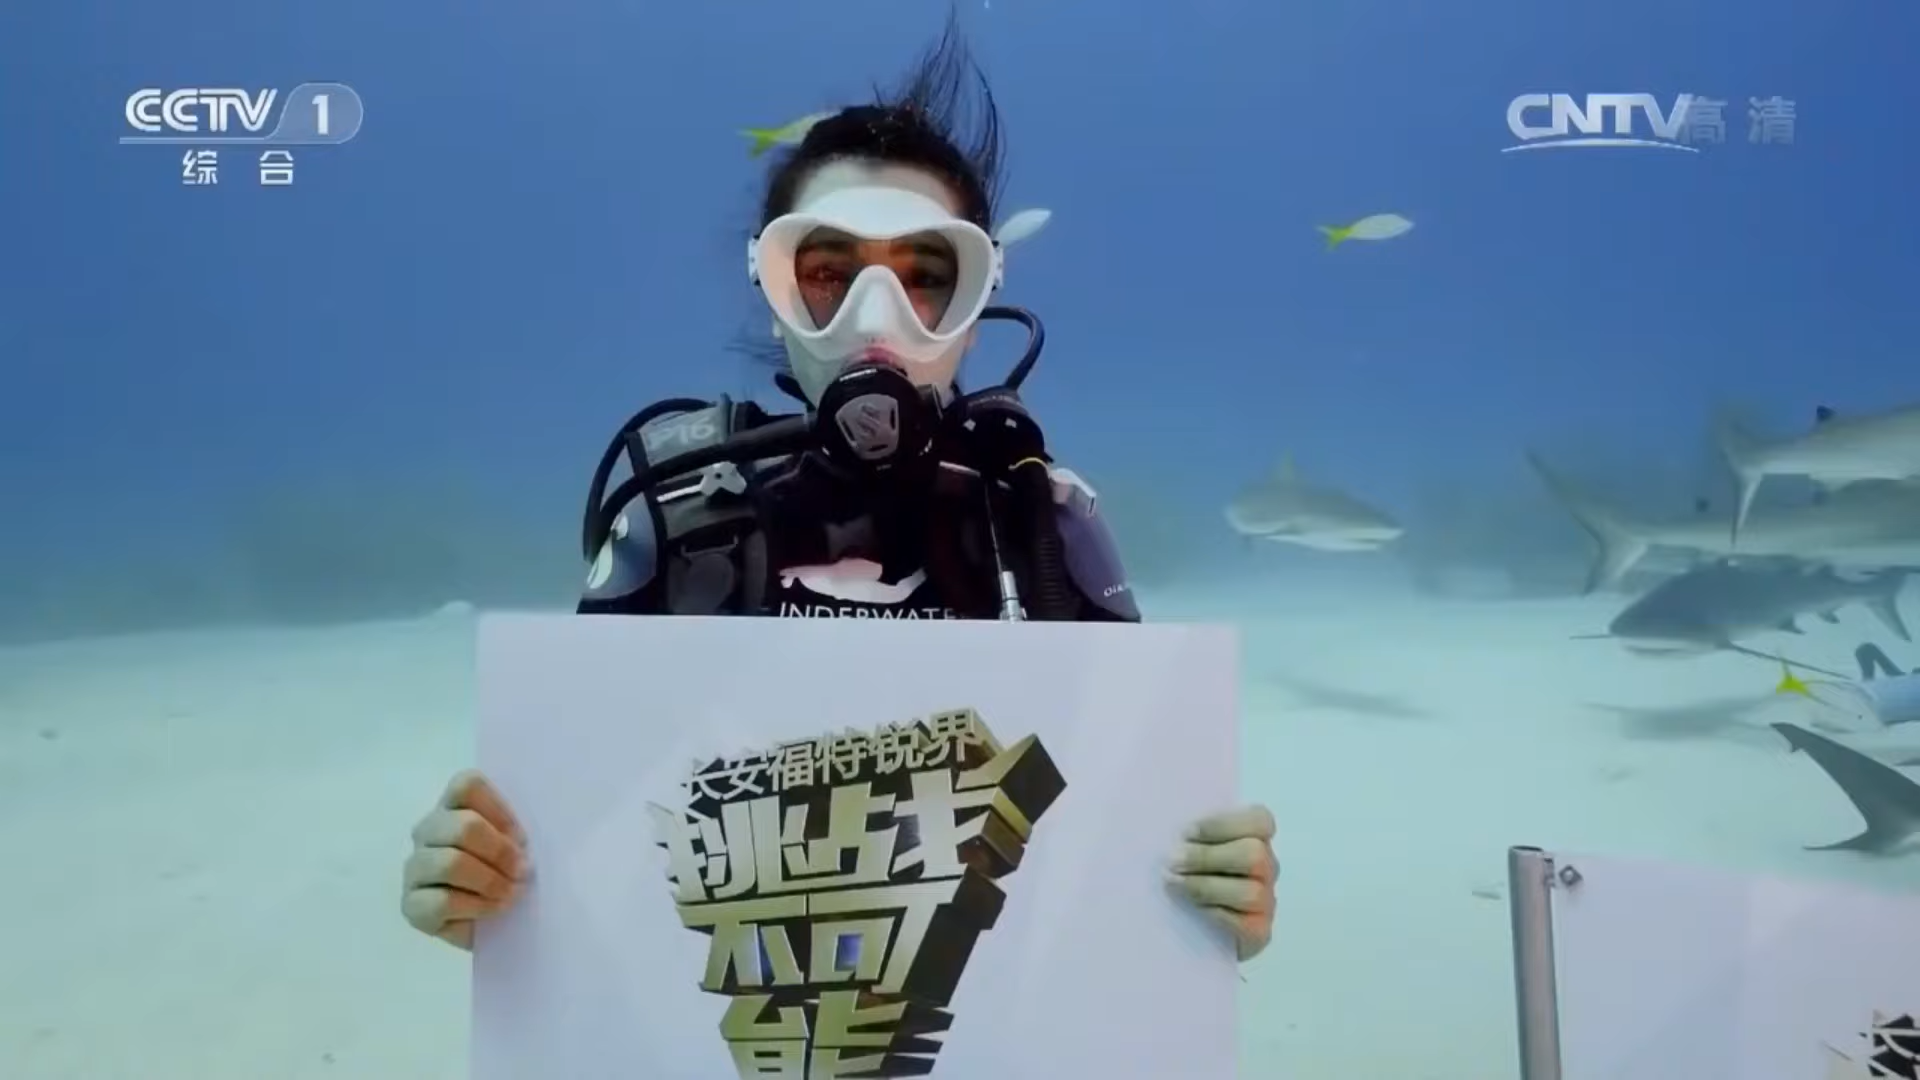 CCTV 1
综合
CNTV高清
P16
UNDERWATE
长安福特锐界
挑战
不可
能
长